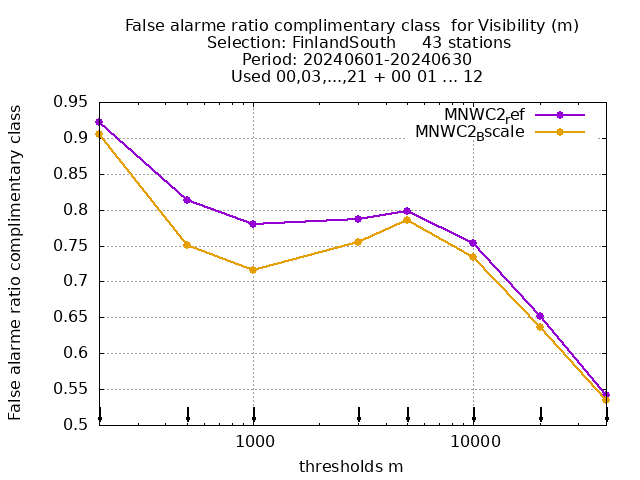 False alarme ratio complimentary class  for Visibility (m)
Selection: FinlandSouth     43 stations
Period: 20240601-20240630
Used 00,03,...,21 + 00 01 ... 12
False alarme ratio complimentary class
0.95
0.9
0.85
0.8
0.75
0.7
0.65
0.6
0.55
0.5
MNWC2ref
MNWC2Bscale
1000
10000
thresholds m